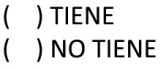 (   ) TIENE
(   ) NO TIENE